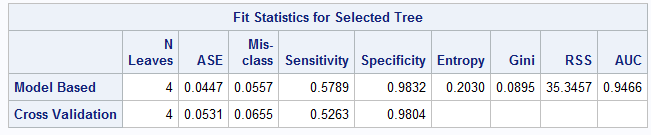 Fit Statistics for Selected Tree
N Leaves ASE Mis-class Sensitivity Specificity Entropy Gini RSS AUC
Model Based 4 0.0447 0.0557 0.5789 0.9832 0.2030 0.0895 35.3457 0.9466
Cross Validation 4 0.0531 0.0655 0.5263 0.9804